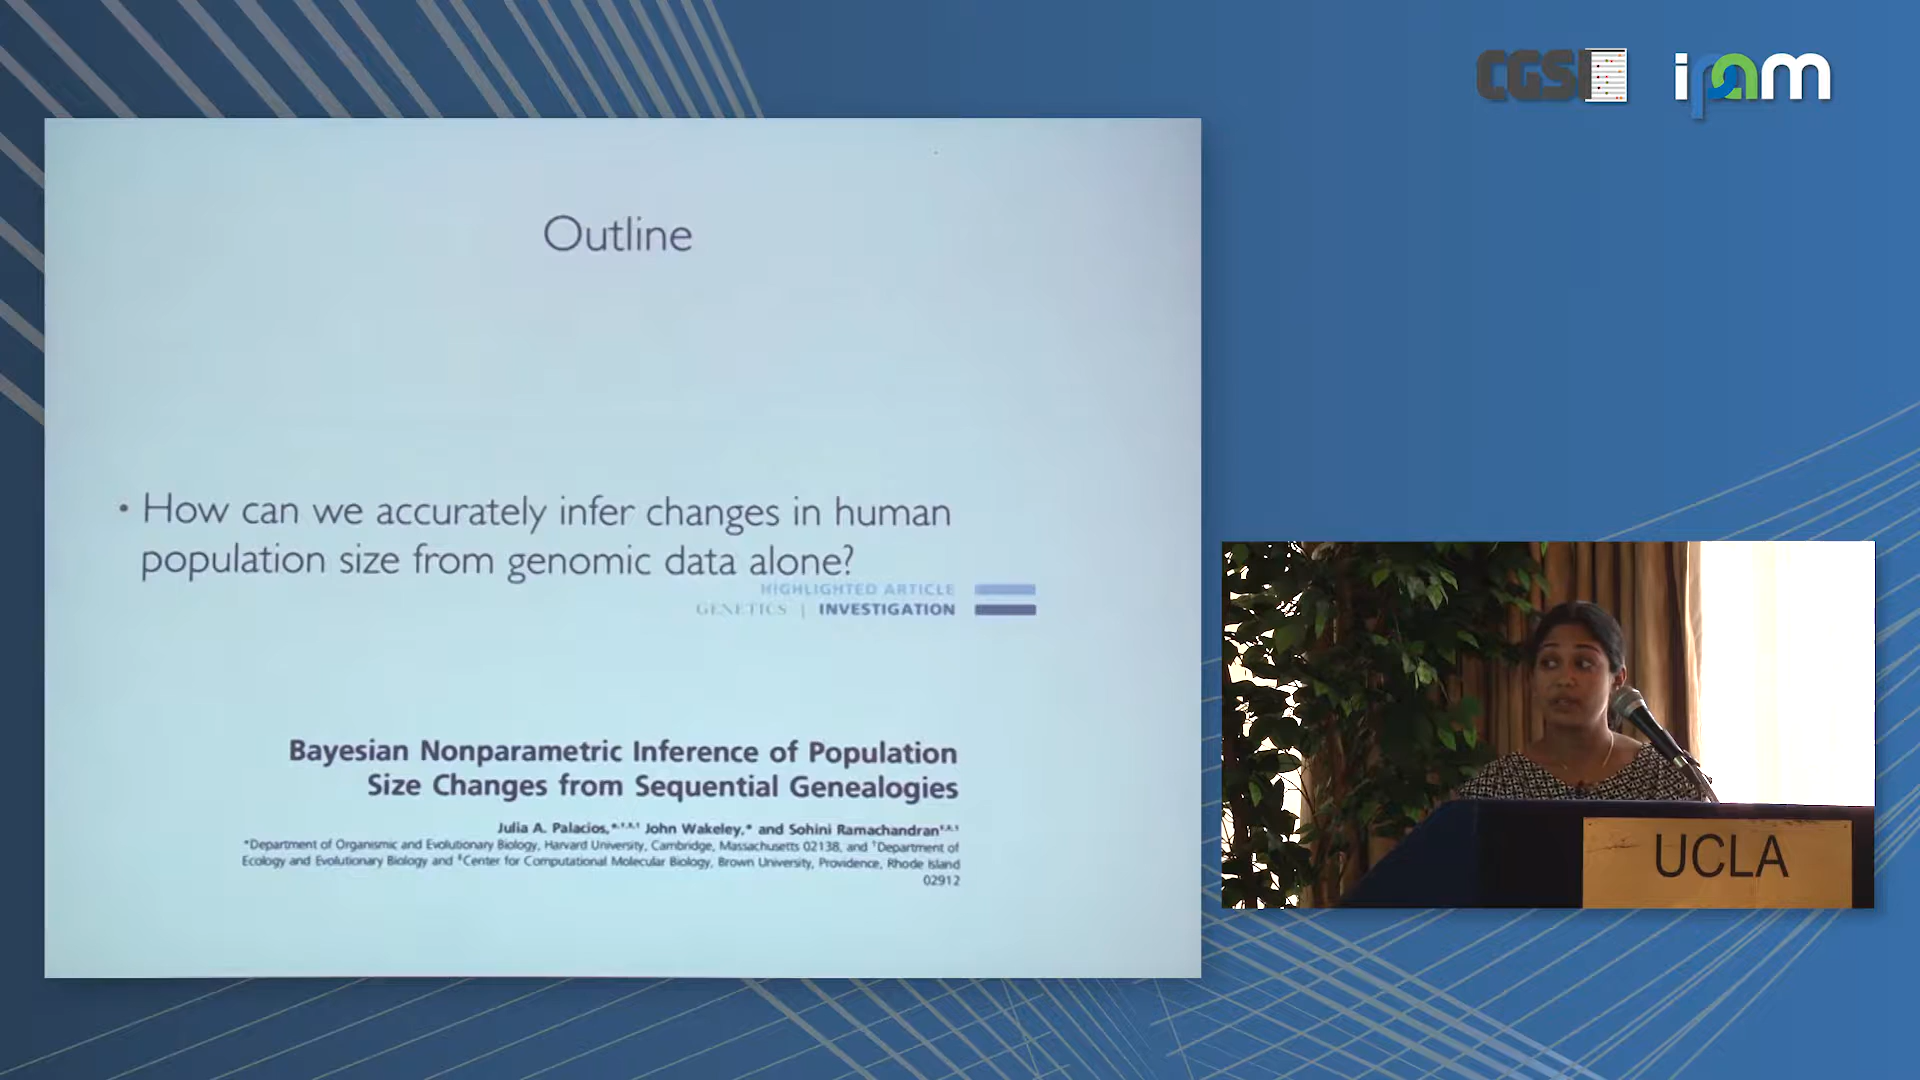 CGSI
ipam
Outline
• How can we accurately infer changes in human
population size from genomic data alone?
HIGHLIGHTED ARTICLE
GENETICS | INVESTIGATION
Bayesian Nonparametric Inference of Population
Size Changes from Sequential Genealogies
Julia A. Palacios, John Wakeley,* and Sohini Ramachandran
*Department of Organismic and Evolutionary Biology, Harvard University, Cambridge, Massachusetts 02138, and †Department of
Ecology and Evolutionary Biology and ‡Center for Computational Molecular Biology, Brown University, Providence, Rhode Island
02912
UCLA